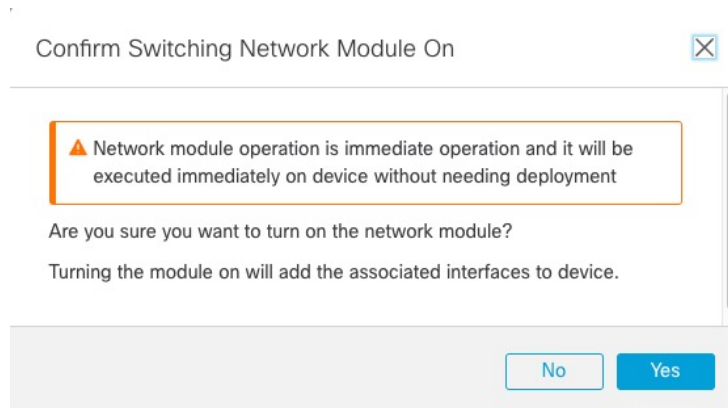 Confirm Switching Network Module On
Network module operation is immediate operation and it will be
executed immediately on device without needing deployment
Are you sure you want to turn on the network module?
Turning the module on will add the associated interfaces to device.
No
Yes